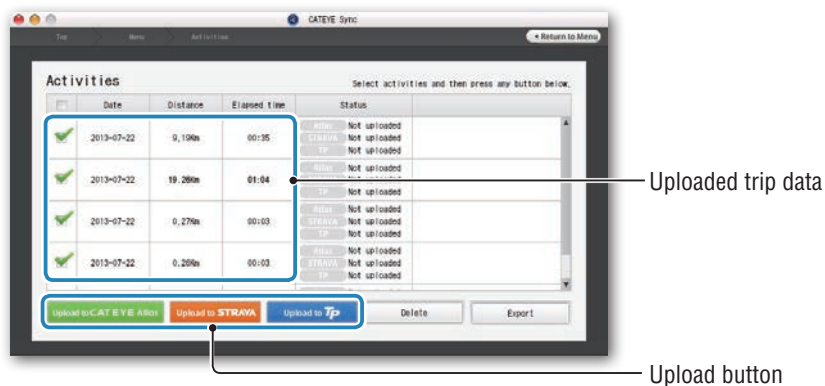 CATEYE Sync
Top Menu Activities Return to Menu
Activities Select activities and then press any button below.
Date Distance Elapsed time Status
Atlas Not uploaded
2013-07-22 9,19Km 00:35 STRAVA Not uploaded
TP Not uploaded
Atlas Not uploaded
2013-07-22 19.26Km 01:04 Not uploaded
TP Not uploaded
Uploaded trip data
Atlas Not uploaded
2013-07-22 0,27Km 00:03 STRAVA Not uploaded
TP Not uploaded
Atlas Not uploaded
2013-07-22 0,26Km 00:03 STRAVA Not uploaded
TP Not uploaded
Upload to CAT EYE Atlas Upload to STRAVA Upload to Tp Delete Export
Upload button